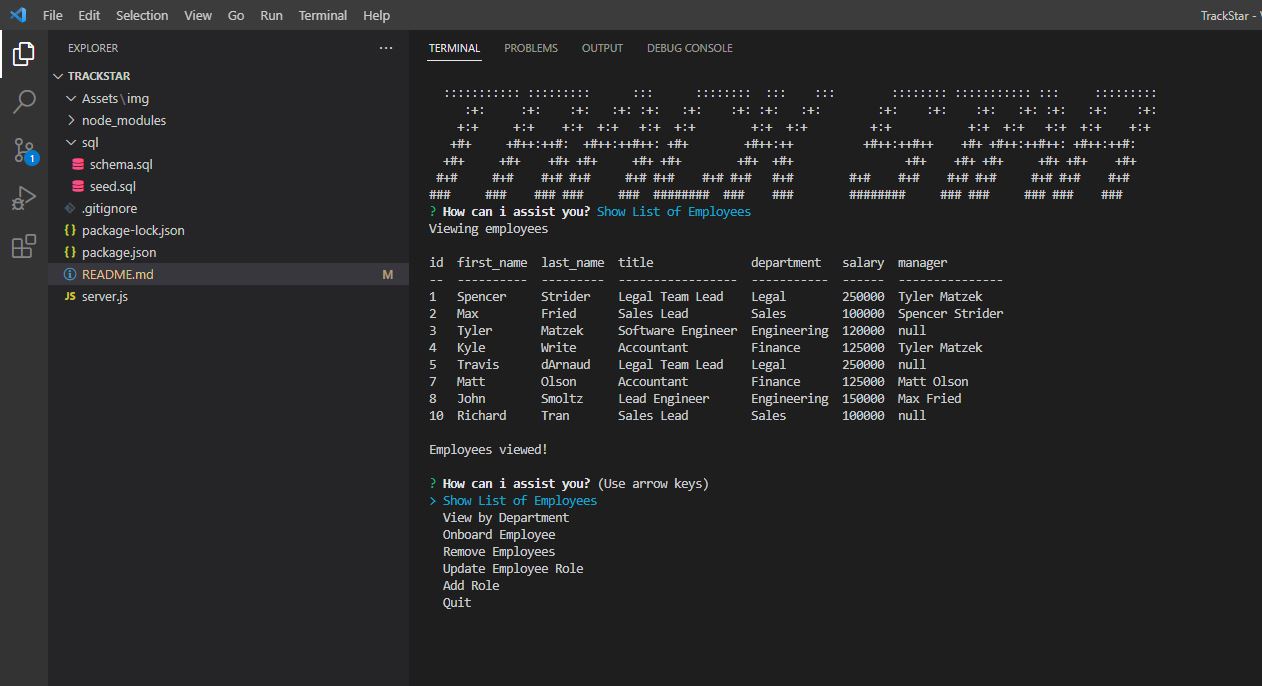 File Edit Selection View Go Run Terminal Help TrackStar -
EXPLORER ...
TRACKSTAR
Assets\img
node_modules
sql
schema.sql
seed.sql
.gitignore
{} package-lock.json
{} package.json
README.md M
JS server.js
1
TERMINAL PROBLEMS OUTPUT DEBUG CONSOLE
? How can i assist you? Show List of Employees
Viewing employees
id first_name last_name title department salary manager
-- ---------- --------- ----------------- ----------- ------ ---------------
1 Spencer Strider Legal Team Lead Legal 250000 Tyler Matzek
2 Max Fried Sales Lead Sales 100000 Spencer Strider
3 Tyler Matzek Software Engineer Engineering 120000 null
4 Kyle Write Accountant Finance 125000 Tyler Matzek
5 Travis dArnaud Legal Team Lead Legal 250000 null
7 Matt Olson Accountant Finance 125000 Matt Olson
8 John Smoltz Lead Engineer Engineering 150000 Max Fried
10 Richard Tran Sales Lead Sales 100000 null
Employees viewed!
? How can i assist you? (Use arrow keys)
> Show List of Employees
View by Department
Onboard Employee
Remove Employees
Update Employee Role
Add Role
Quit